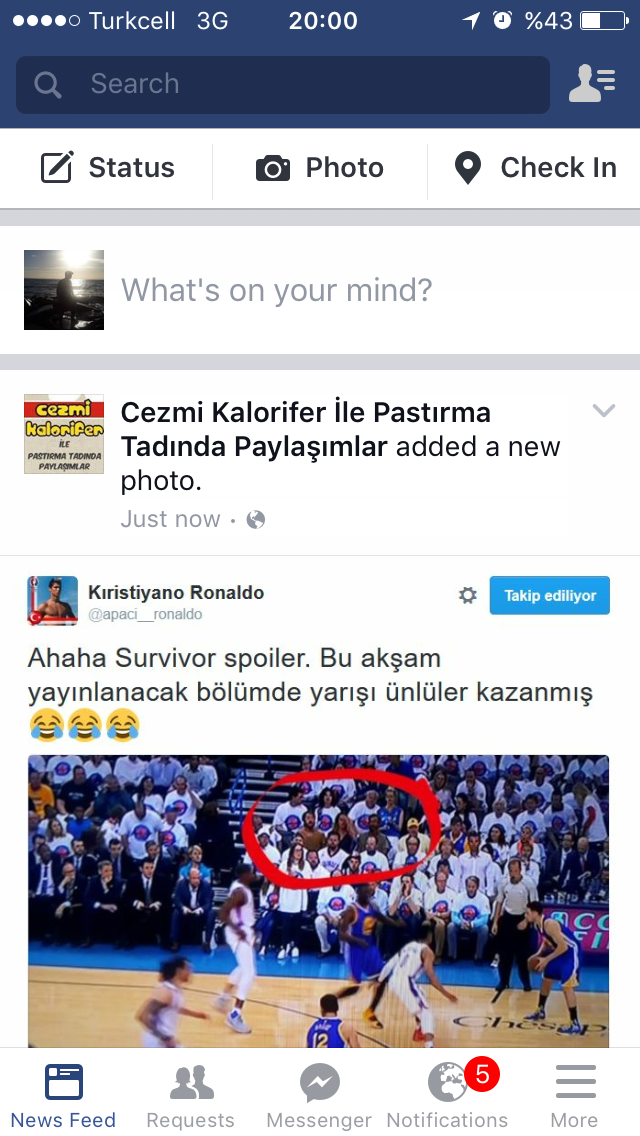 Turkcell 3G 20:00 %43
Search
Status Photo Check In
What's on your mind?
cezmi
kalorifer
İLE
PASTIRMA TADINDA
PAYLAŞIMLAR
Cezmi Kalorifer İle Pastırma
Tadında Paylaşımlar added a new
photo.
Just now ·
Kıristiyano Ronaldo
@apaci__ronaldo
Takip ediliyor
Ahaha Survivor spoiler. Bu akşam
yayınlanacak bölümde yarışı ünlüler kazanmış
😂😂😂
12
5
News Feed Requests Messenger Notifications More